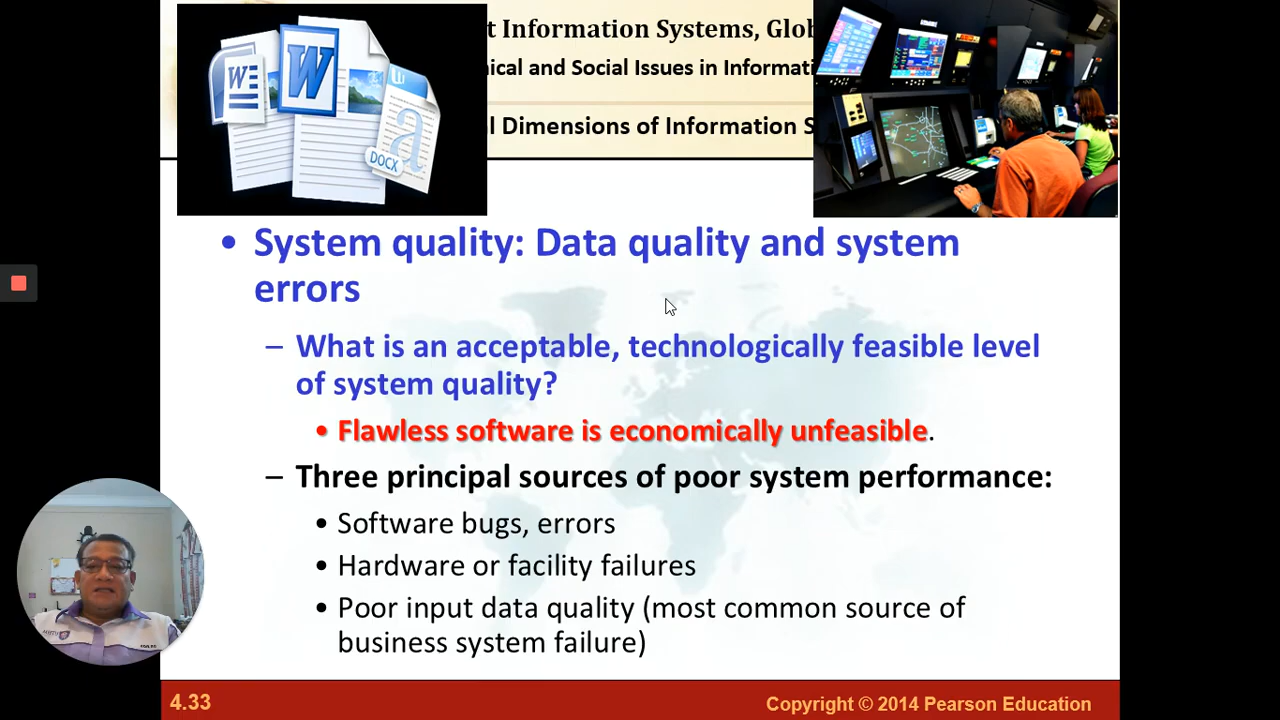 t Information Systems, Glob
ical and Social Issues in Informati
l Dimensions of Information S
W
W
DOCX
a
• System quality: Data quality and system
errors
– What is an acceptable, technologically feasible level
of system quality?
• Flawless software is economically unfeasible.
– Three principal sources of poor system performance:
• Software bugs, errors
• Hardware or facility failures
• Poor input data quality (most common source of
business system failure)
4.33
Copyright © 2014 Pearson Education